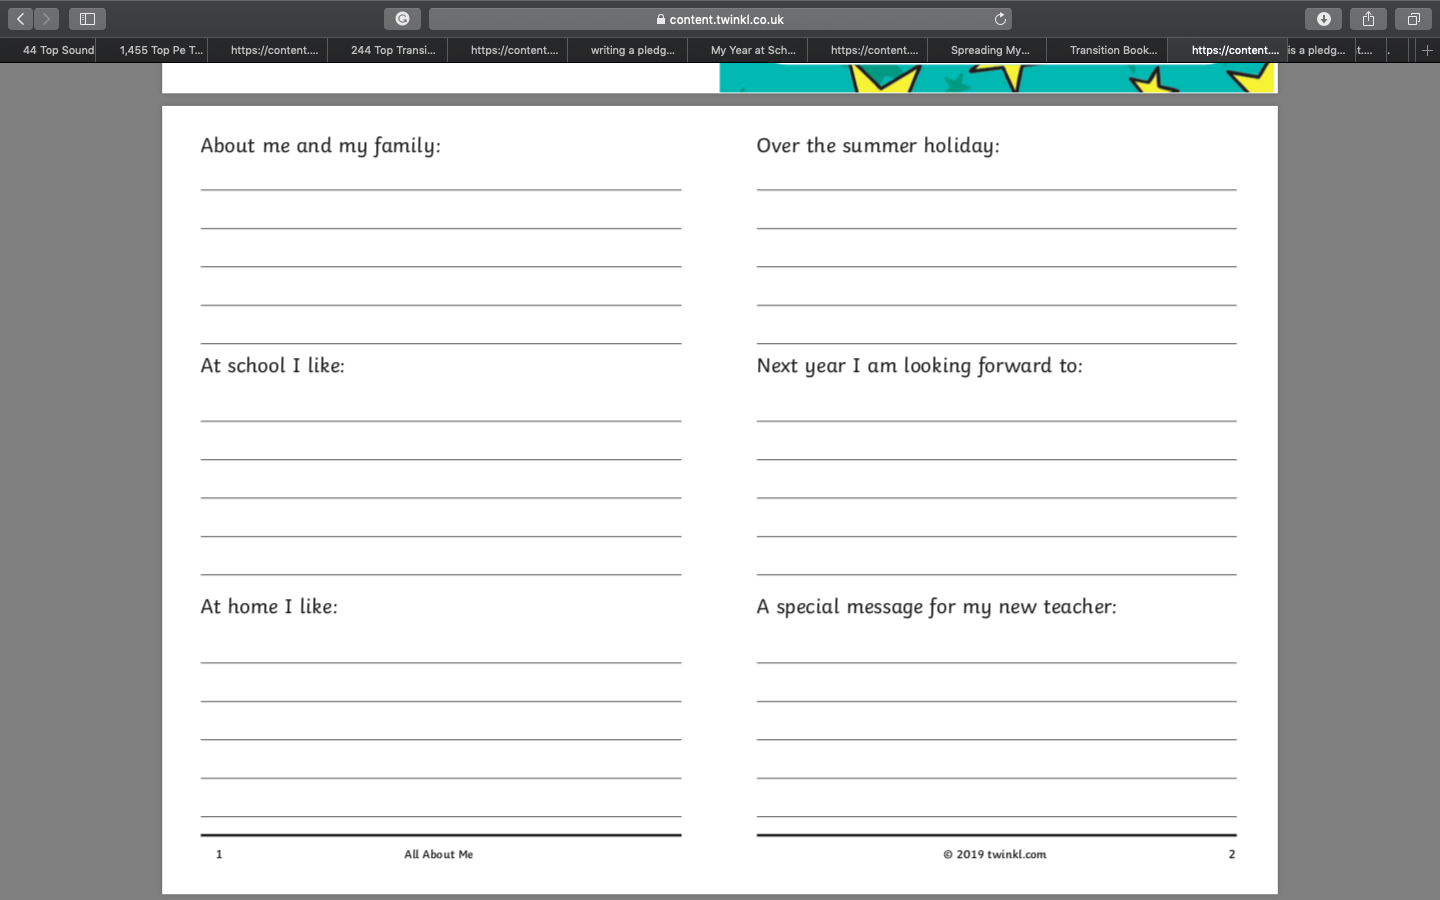 content.twinkl.co.uk
44 Top Sound
1,455 Top Pe T...
https://content....
244 Top Transi...
https://content....
writing a pledg...
My Year at Sch...
https://content....
Spreading My...
Transition Book...
https://content....
is a pledg...
t....
.
About me and my family:
At school I like:
At home I like:
1 All About Me
Over the summer holiday:
Next year I am looking forward to:
A special message for my new teacher:
© 2019 twinkl.com 2